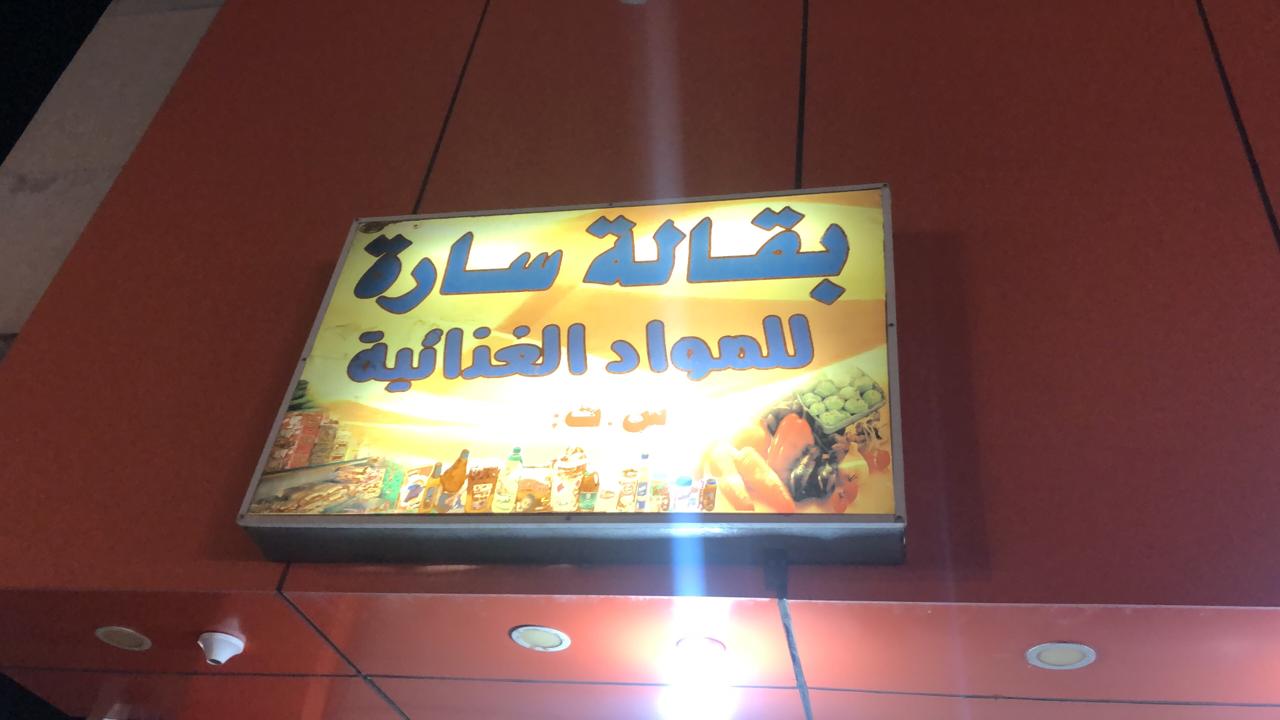 بقالة سارة
للمواد الغذائية
س . ت :